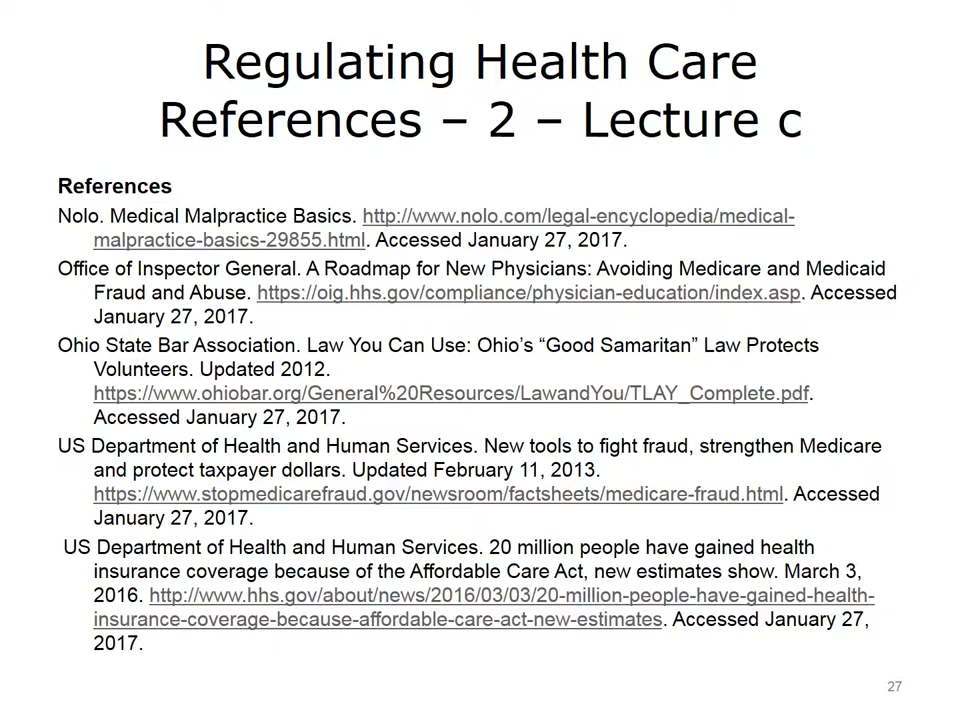 Regulating Health Care
References – 2 – Lecture c
References
Nolo. Medical Malpractice Basics. http://www.nolo.com/legal-encyclopedia/medical-
malpractice-basics-29855.html. Accessed January 27, 2017.
Office of Inspector General. A Roadmap for New Physicians: Avoiding Medicare and Medicaid
Fraud and Abuse. https://oig.hhs.gov/compliance/physician-education/index.asp. Accessed
January 27, 2017.
Ohio State Bar Association. Law You Can Use: Ohio’s “Good Samaritan” Law Protects
Volunteers. Updated 2012.
https://www.ohiobar.org/General%20Resources/LawandYou/TLAY_Complete.pdf.
Accessed January 27, 2017.
US Department of Health and Human Services. New tools to fight fraud, strengthen Medicare
and protect taxpayer dollars. Updated February 11, 2013.
https://www.stopmedicarefraud.gov/newsroom/factsheets/medicare-fraud.html. Accessed
January 27, 2017.
US Department of Health and Human Services. 20 million people have gained health
insurance coverage because of the Affordable Care Act, new estimates show. March 3,
2016. http://www.hhs.gov/about/news/2016/03/03/20-million-people-have-gained-health-
insurance-coverage-because-affordable-care-act-new-estimates. Accessed January 27,
2017.
27